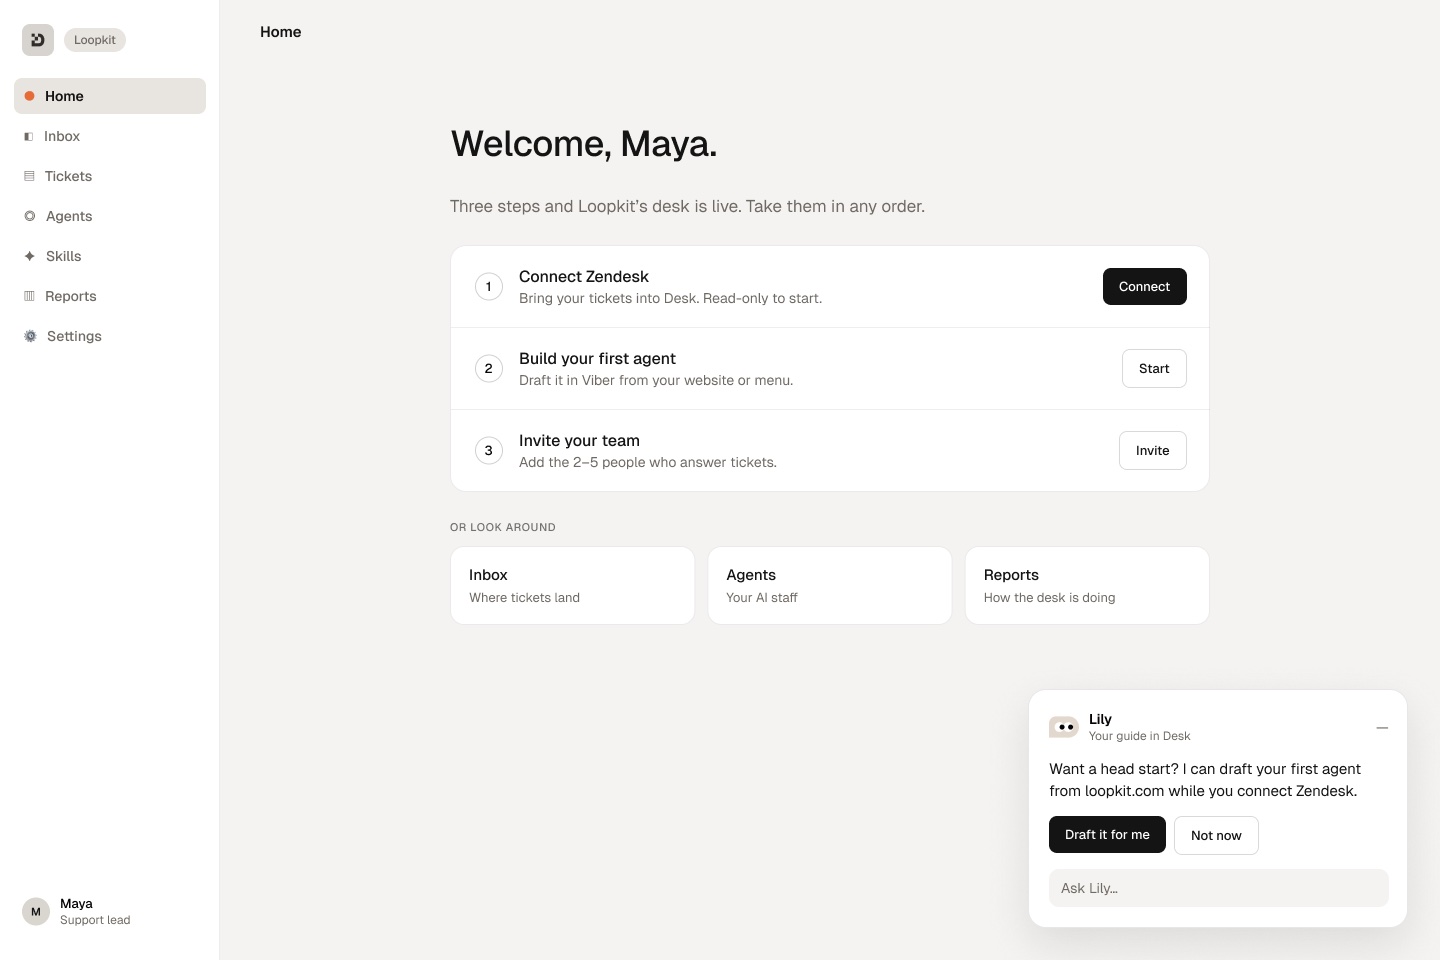 Loopkit
Home
Inbox
Tickets
Agents
Skills
Reports
Settings
Maya
Support lead
M
Home
Welcome, Maya.
Three steps and Loopkit’s desk is live. Take them in any order.
1
Connect Zendesk
Bring your tickets into Desk. Read-only to start.
Connect
2
Build your first agent
Draft it in Viber from your website or menu.
Start
3
Invite your team
Add the 2–5 people who answer tickets.
Invite
OR LOOK AROUND
Inbox
Where tickets land
Agents
Your AI staff
Reports
How the desk is doing
Lily
Your guide in Desk
Want a head start? I can draft your first agent
from loopkit.com while you connect Zendesk.
Draft it for me
Not now
Ask Lily…